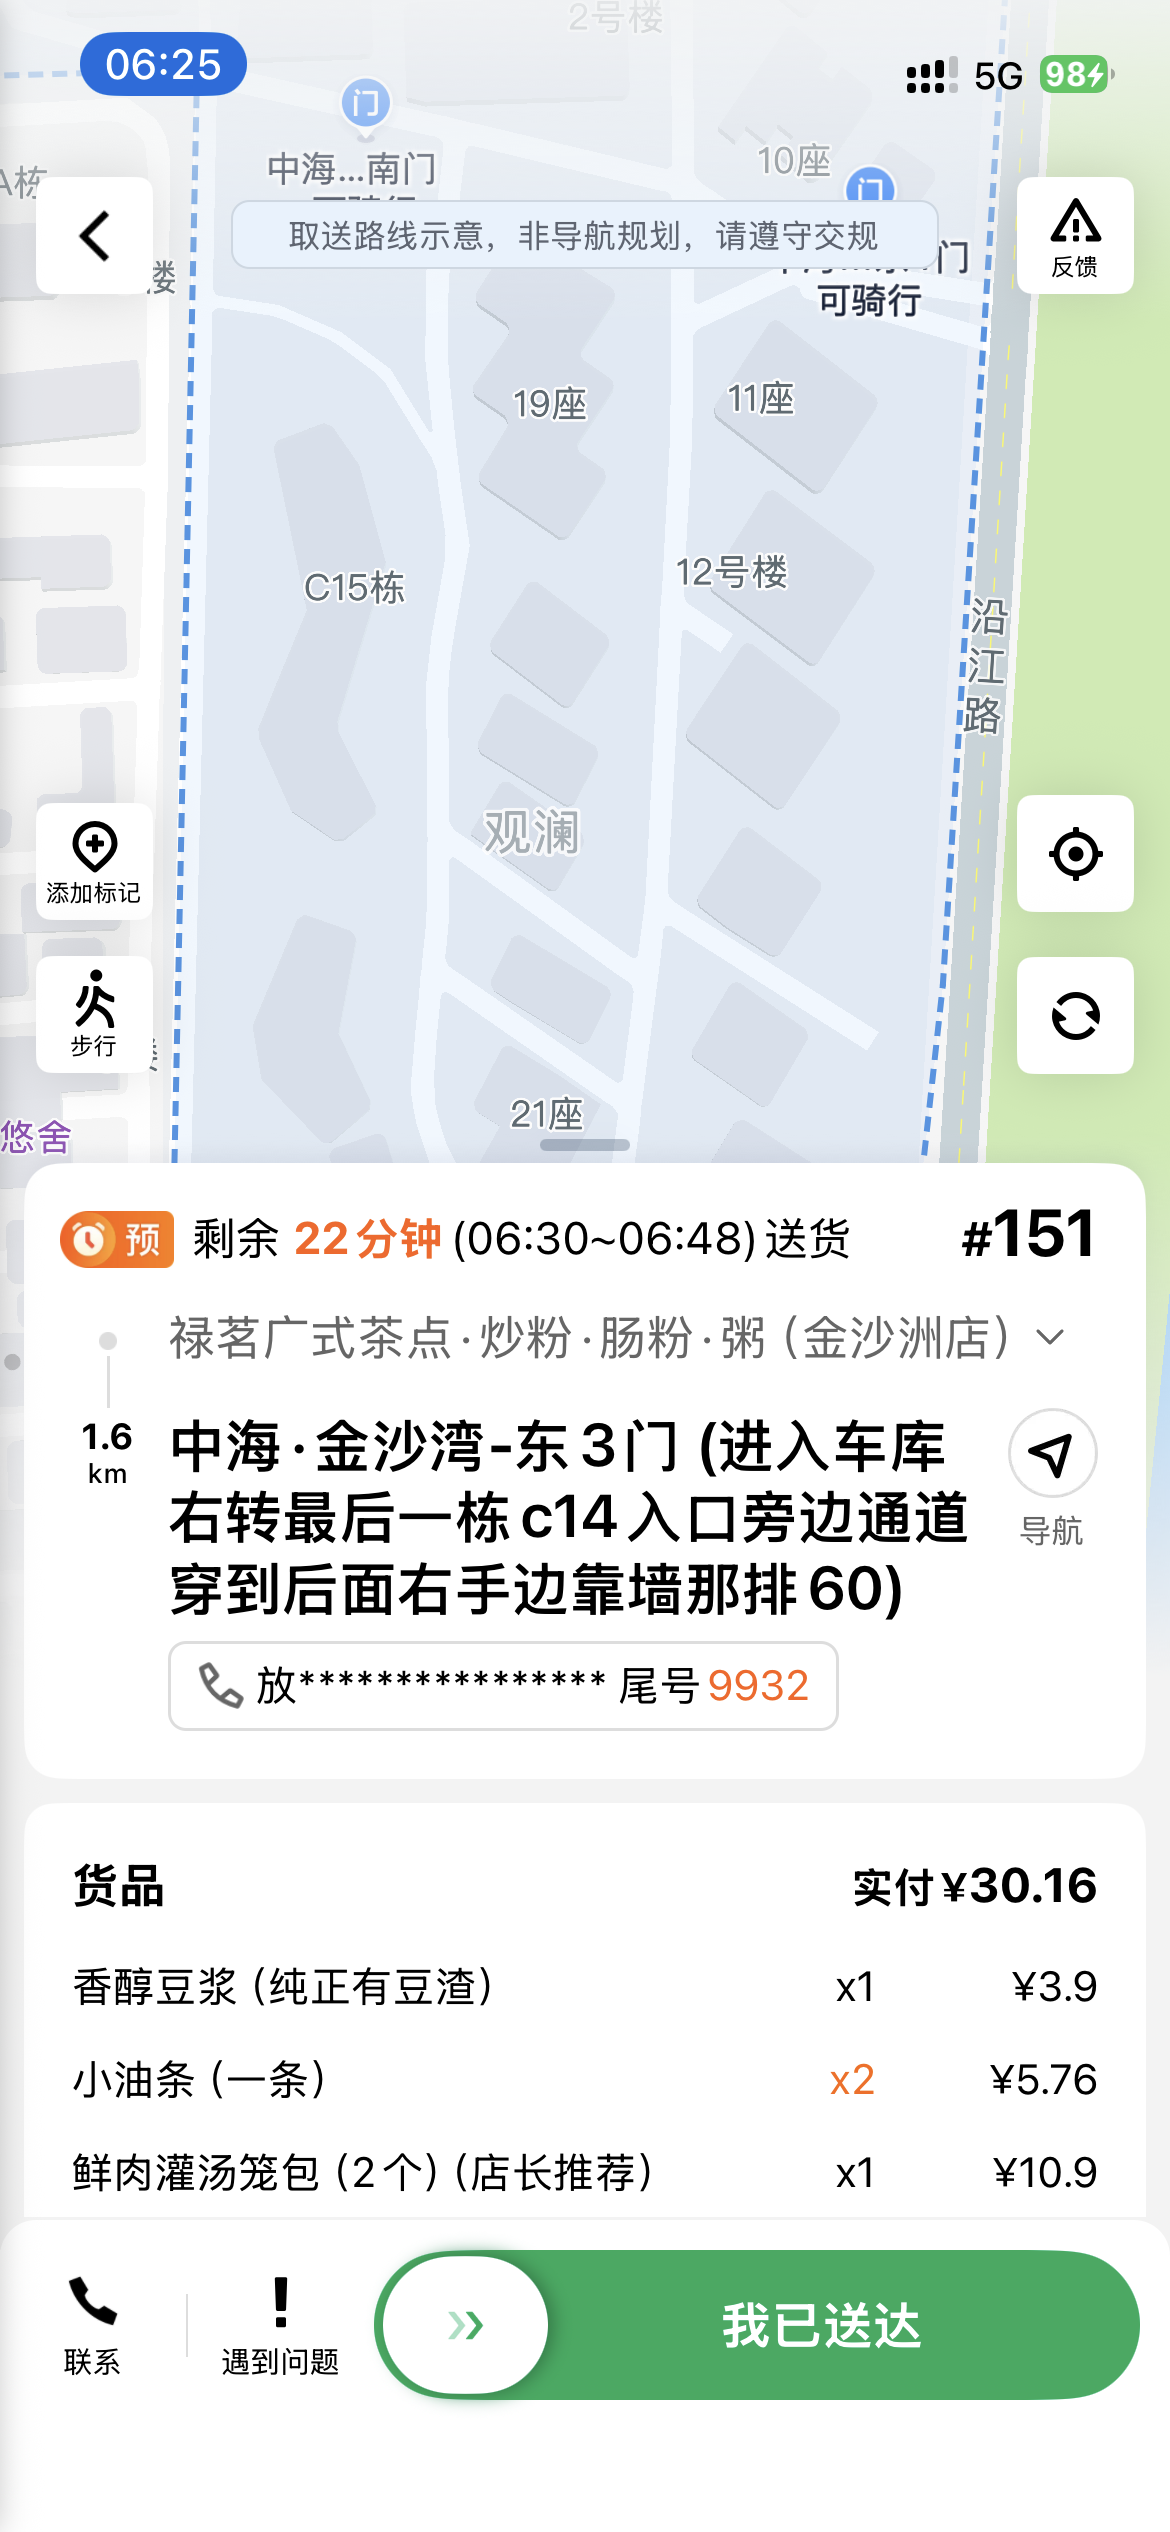 2号楼
06:25
5G
98
门
中海...南门
10座
A栋
门
取送路线示意，非导航规划，请遵守交规
门
可骑行
反馈
楼
19座
11座
C15栋
12号楼
沿江路
观澜
添加标记
步行
21座
悠舍
预 剩余 22分钟 (06:30~06:48) 送货 #151
禄茗广式茶点·炒粉·肠粉·粥（金沙洲店）
1.6
km
中海·金沙湾-东3门 (进入车库
右转最后一栋c14入口旁边通道
穿到后面右手边靠墙那排60)
导航
放**************** 尾号 9932
货品 实付 ¥30.16
香醇豆浆（纯正有豆渣） x1 ¥3.9
小油条（一条） x2 ¥5.76
鲜肉灌汤笼包（2个）（店长推荐） x1 ¥10.9
联系
遇到问题
我已送达